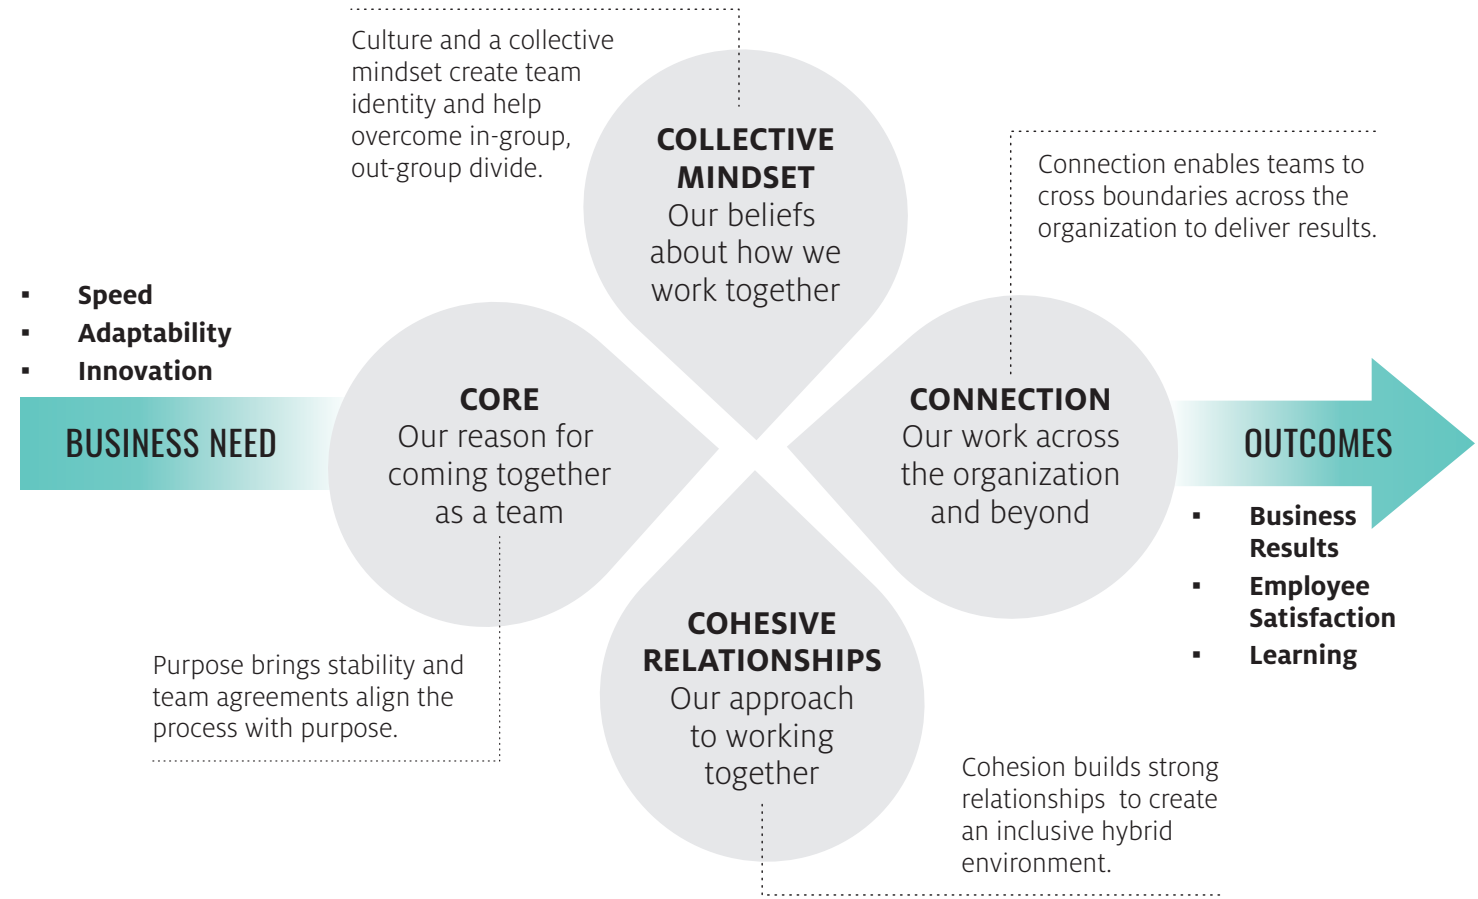 Culture and a collective
mindset create team
identity and help
overcome in-group,
out-group divide.
COLLECTIVE
MINDSET
Our beliefs
about how we
work together
Connection enables teams to
cross boundaries across the
organization to deliver results.
▪ Speed
▪ Adaptability
▪ Innovation
BUSINESS NEED
CORE
Our reason for
coming together
as a team
CONNECTION
Our work across
the organization
and beyond
OUTCOMES
▪ Business
Results
▪ Employee
Satisfaction
▪ Learning
Purpose brings stability and
team agreements align the
process with purpose.
COHESIVE
RELATIONSHIPS
Our approach
to working
together
Cohesion builds strong
relationships to create
an inclusive hybrid
environment.